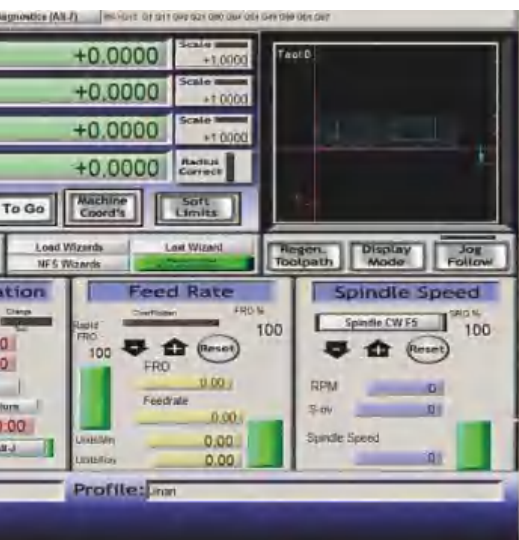 +0.0000 Scale +1.0000
+0.0000 Scale +1.0000
+0.0000 Scale +1.0000
+0.0000 Radius Correct
Tool:0
To Go Machine Coord's Soft Limits
Load Wizards Last Wizard
NFS Wizards
Regen. Toolpath Display Mode Jog Follow
Feed Rate
Spindle Speed
OverRidden FRO % 100
Rapid FRO 100
Reset
FRO 0.00
Feedrate 0.00
Units/Min 0.00
Units/Rev 0.00
Spindle CW F5 SRO % 100
Reset
RPM 0
S-ov 0
Spindle Speed 0
Profile: